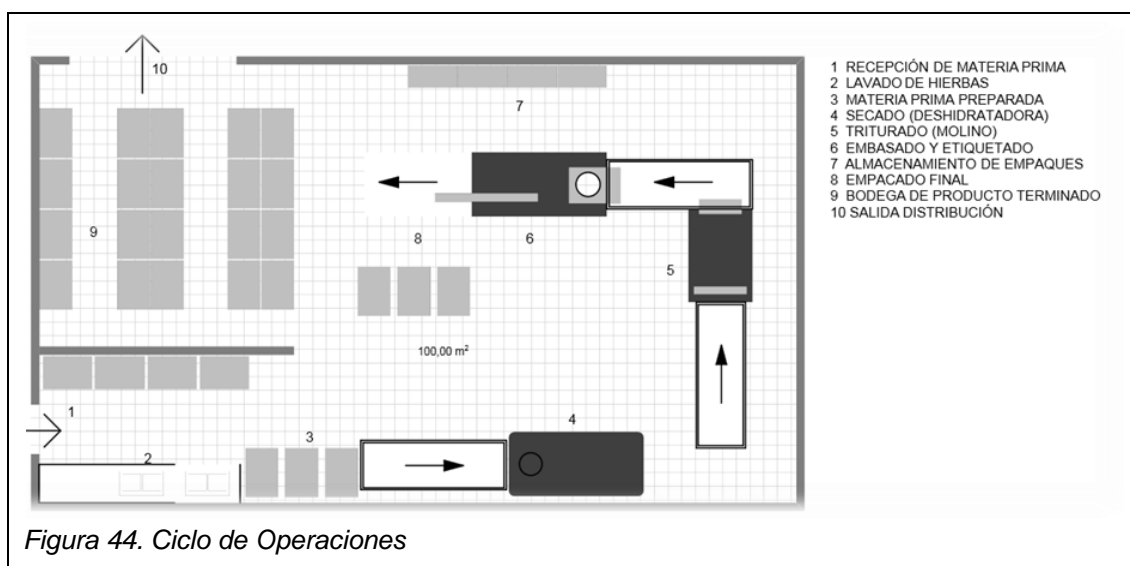 10
7
9
8
6
5
100,00 m²
1
2
3
4
1 RECEPCIÓN DE MATERIA PRIMA
2 LAVADO DE HIERBAS
3 MATERIA PRIMA PREPARADA
4 SECADO (DESHIDRATADORA)
5 TRITURADO (MOLINO)
6 EMBASADO Y ETIQUETADO
7 ALMACENAMIENTO DE EMPAQUES
8 EMPACADO FINAL
9 BODEGA DE PRODUCTO TERMINADO
10 SALIDA DISTRIBUCIÓN
Figura 44. Ciclo de Operaciones